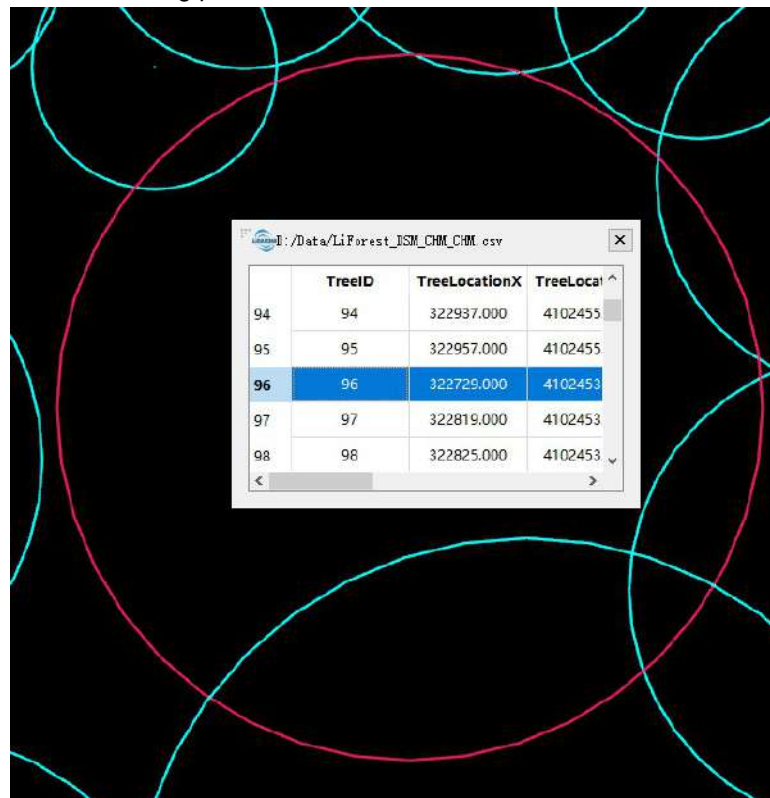 D:/Data/LiForest_DSM_CHM_CHM.csv
TreeID TreeLocationX TreeLocat
94 94 322937.000 4102455
95 95 322957.000 4102455
96 96 322729.000 4102453
97 97 322819.000 4102453
98 98 322825.000 4102453